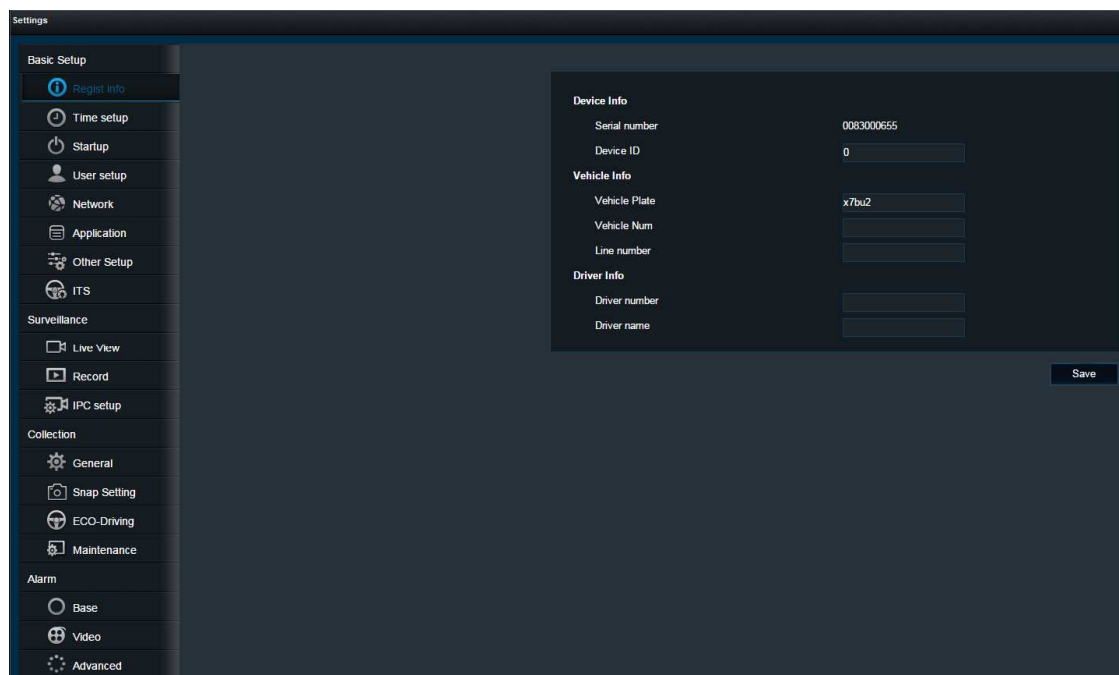 Settings
Basic Setup
Regist info
Time setup
Startup
User setup
Network
Application
Other Setup
ITS
Surveillance
Live View
Record
IPC setup
Collection
General
Snap Setting
ECO-Driving
Maintenance
Alarm
Base
Video
Advanced
Device Info
Serial number 0083000655
Device ID 0
Vehicle Info
Vehicle Plate x7bu2
Vehicle Num
Line number
Driver Info
Driver number
Driver name
Save